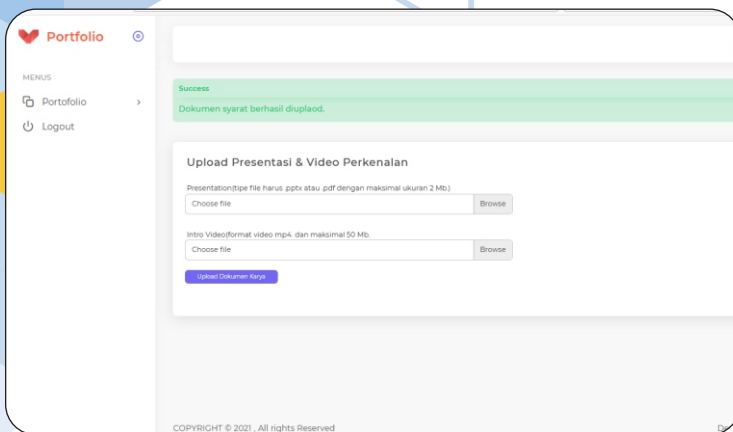 Portfolio
MENUS
Portofolio
Logout
Success
Dokumen syarat berhasil diuplaod.
Upload Presentasi & Video Perkenalan
Presentation(tipe file harus .pptx atau .pdf dengan maksimal ukuran 2 Mb.)
Choose file Browse
Intro Video(format video mp4. dan maksimal 50 Mb.
Choose file Browse
Upload Dokumen Karya
COPYRIGHT © 2021 , All rights Reserved